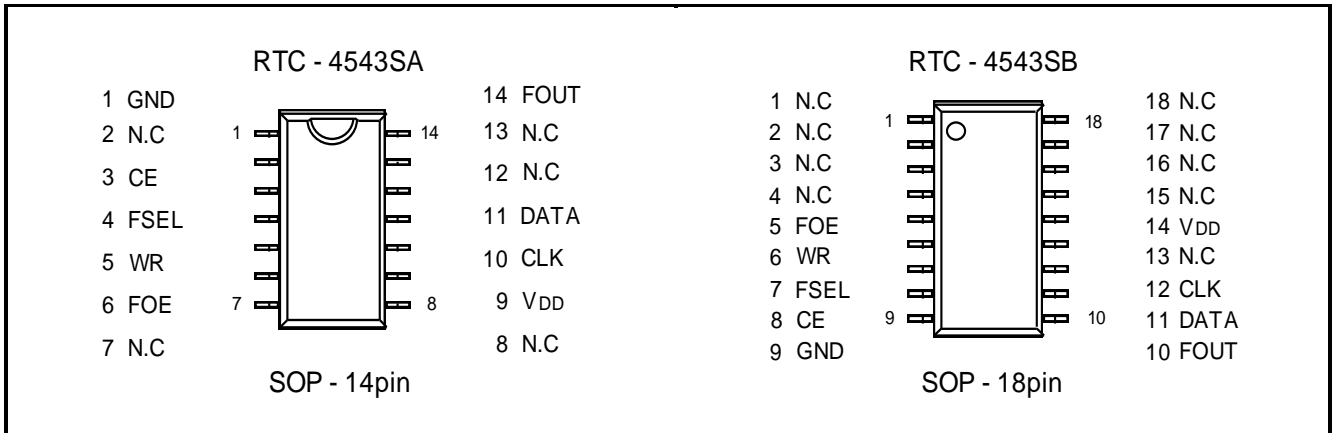 RTC - 4543SA
1 GND
2 N.C
3 CE
4 FSEL
5 WR
6 FOE
7 N.C
1
7
14
8
14 FOUT
13 N.C
12 N.C
11 DATA
10 CLK
9 VDD
8 N.C
SOP - 14pin
RTC - 4543SB
1 N.C
2 N.C
3 N.C
4 N.C
5 FOE
6 WR
7 FSEL
8 CE
9 GND
1
9
18
10
18 N.C
17 N.C
16 N.C
15 N.C
14 VDD
13 N.C
12 CLK
11 DATA
10 FOUT
SOP - 18pin